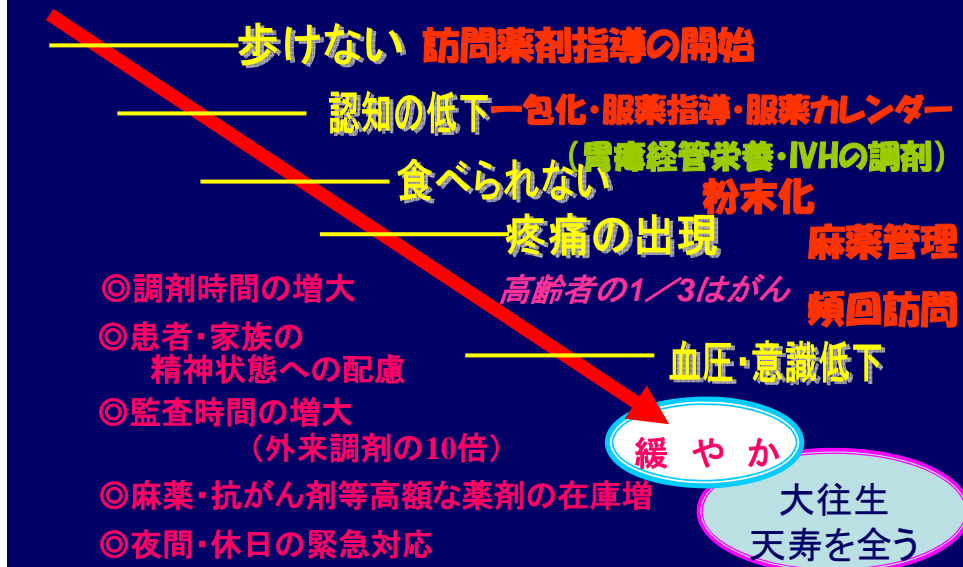 歩けない 訪問薬剤指導の開始
認知の低下 一包化・服薬指導・服薬カレンダー
（胃瘻経管栄養・IVHの調剤）
食べられない
粉末化
疼痛の出現
麻薬管理
◎調剤時間の増大
高齢者の1／3はがん
頻回訪問
◎患者・家族の
精神状態への配慮
血圧・意識低下
◎監査時間の増大
（外来調剤の10倍）
緩 や か
◎麻薬・抗がん剤等高額な薬剤の在庫増
大往生
天寿を全う
◎夜間・休日の緊急対応